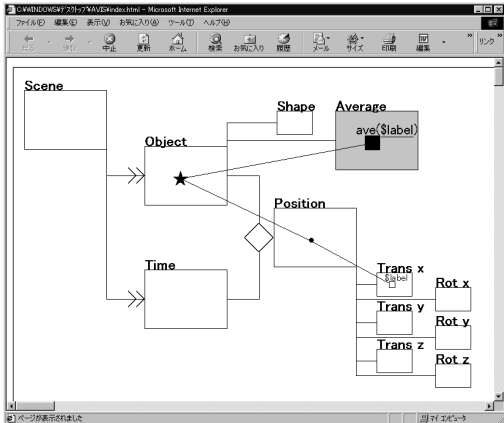 C:¥WINDOWS¥デスクトップ¥AVIS¥index.html - Microsoft Internet Explorer
ファイル(F) 編集(E) 表示(V) お気に入り(A) ツール(T) ヘルプ(H)
戻る 進む 中止 更新 ホーム 検索 お気に入り 履歴 メール サイズ 印刷 編集 » リンク »
Scene
Shape
Average
ave($label)
Object
Position
Time
Trans x
$label
Rot x
Trans y
Rot y
Trans z
Rot z
ページが表示されました
マイ コンピュータ